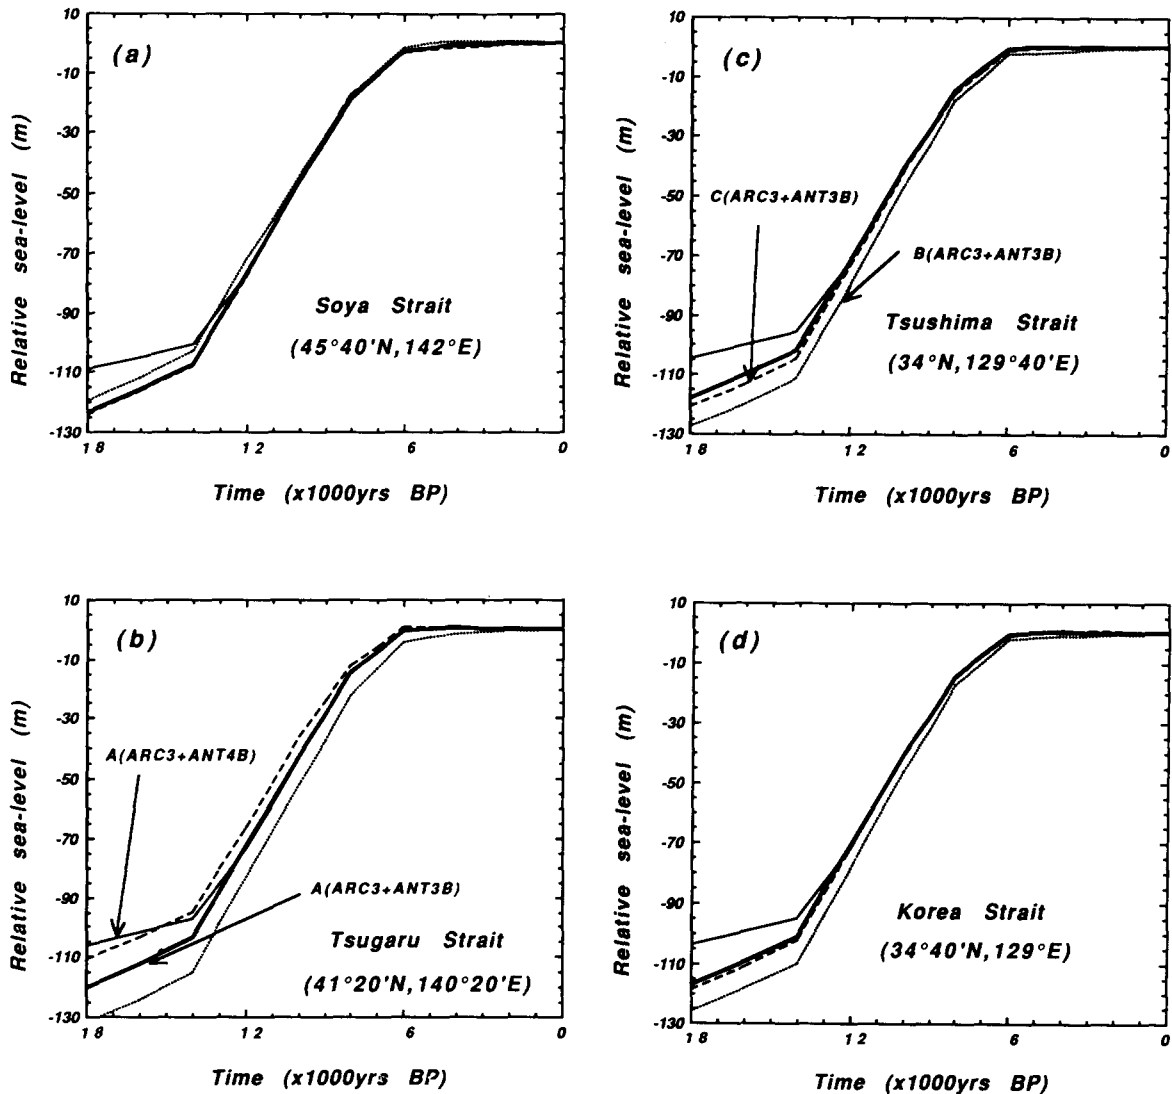 (a)
10
-10
-30
-50
-70
-90
-110
-130
Relative sea-level (m)
Soya Strait
(45°40'N,142°E)
18
12
6
0
Time (x1000yrs BP)
(c)
10
-10
-30
-50
-70
-90
-110
-130
Relative sea-level (m)
C(ARC3+ANT3B)
B(ARC3+ANT3B)
Tsushima Strait
(34°N,129°40'E)
18
12
6
0
Time (x1000yrs BP)
(b)
10
-10
-30
-50
-70
-90
-110
-130
Relative sea-level (m)
A(ARC3+ANT4B)
A(ARC3+ANT3B)
Tsugaru Strait
(41°20'N,140°20'E)
18
12
6
0
Time (x1000yrs BP)
(d)
10
-10
-30
-50
-70
-90
-110
-130
Relative sea-level (m)
Korea Strait
(34°40'N,129°E)
18
12
6
0
Time (x1000yrs BP)